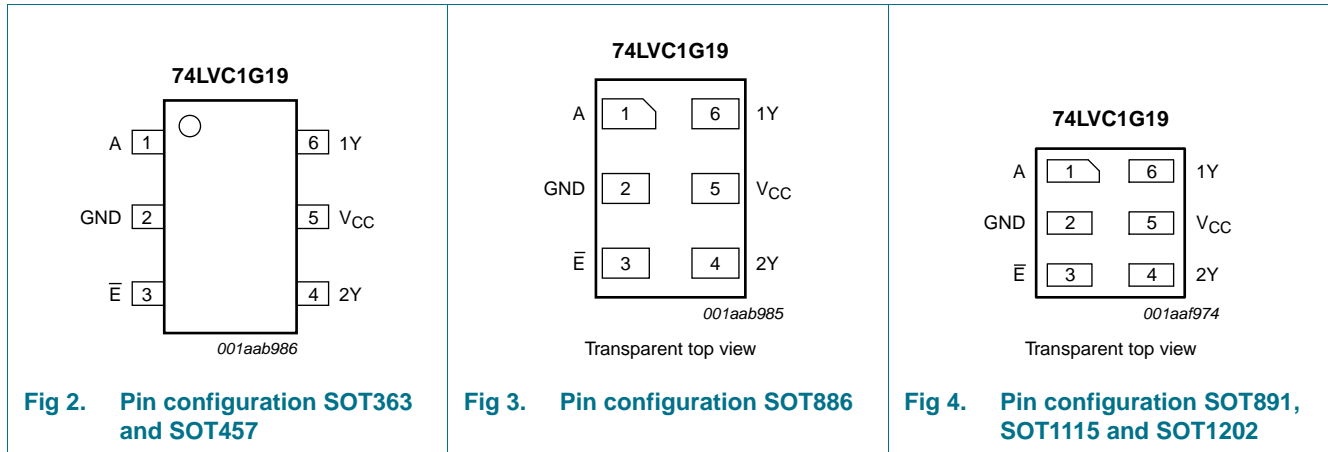 74LVC1G19
A 1 6 1Y
GND 2 5 VCC
E̅ 3 4 2Y
001aab986
Fig 2. Pin configuration SOT363
and SOT457
74LVC1G19
A 1 6 1Y
GND 2 5 VCC
E̅ 3 4 2Y
001aab985
Transparent top view
Fig 3. Pin configuration SOT886
74LVC1G19
A 1 6 1Y
GND 2 5 VCC
E̅ 3 4 2Y
001aaf974
Transparent top view
Fig 4. Pin configuration SOT891,
SOT1115 and SOT1202